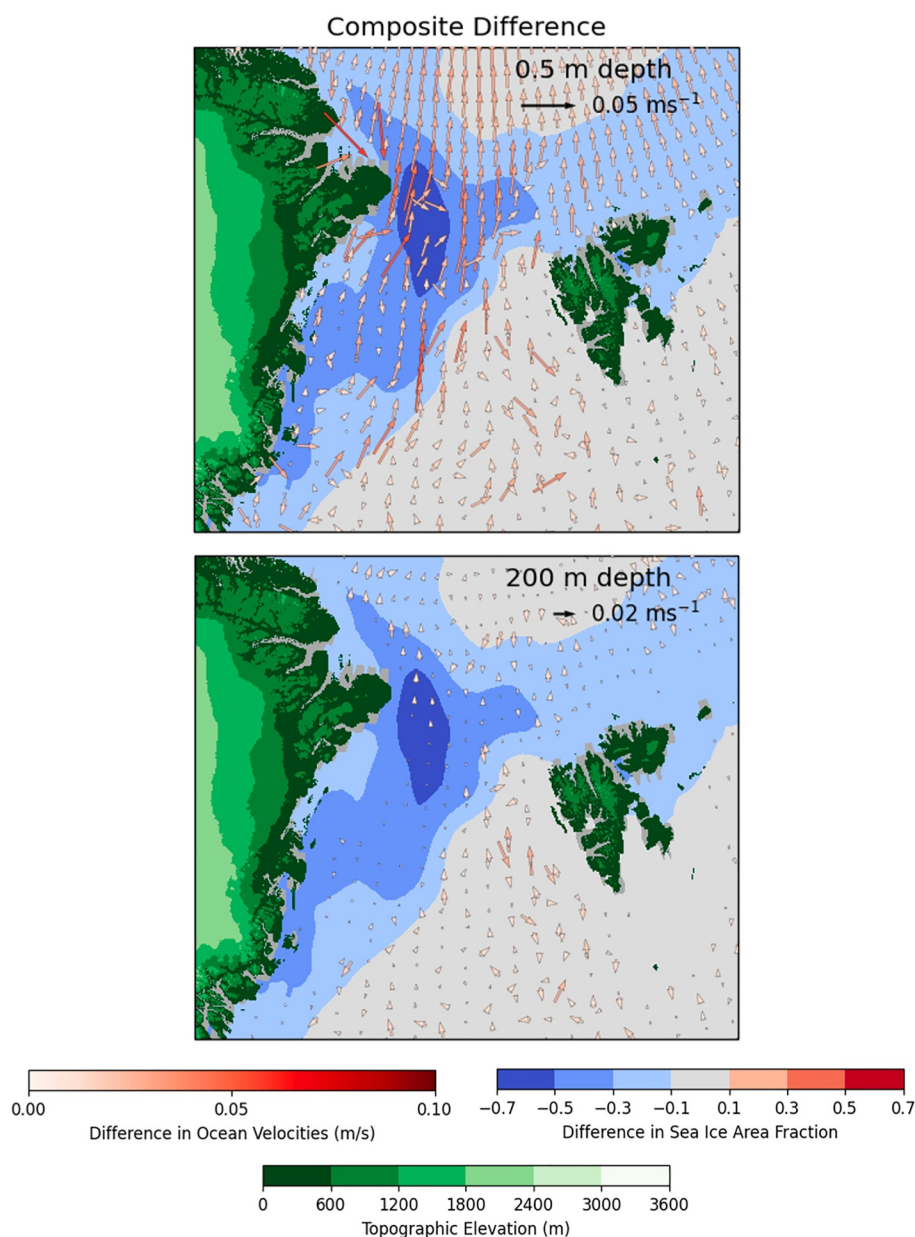 Composite Difference
0.5 m depth
0.05 ms⁻¹
200 m depth
0.02 ms⁻¹
0.00 0.05 0.10
Difference in Ocean Velocities (m/s)
−0.7 −0.5 −0.3 −0.1 0.1 0.3 0.5 0.7
Difference in Sea Ice Area Fraction
0 600 1200 1800 2400 3000 3600
Topographic Elevation (m)